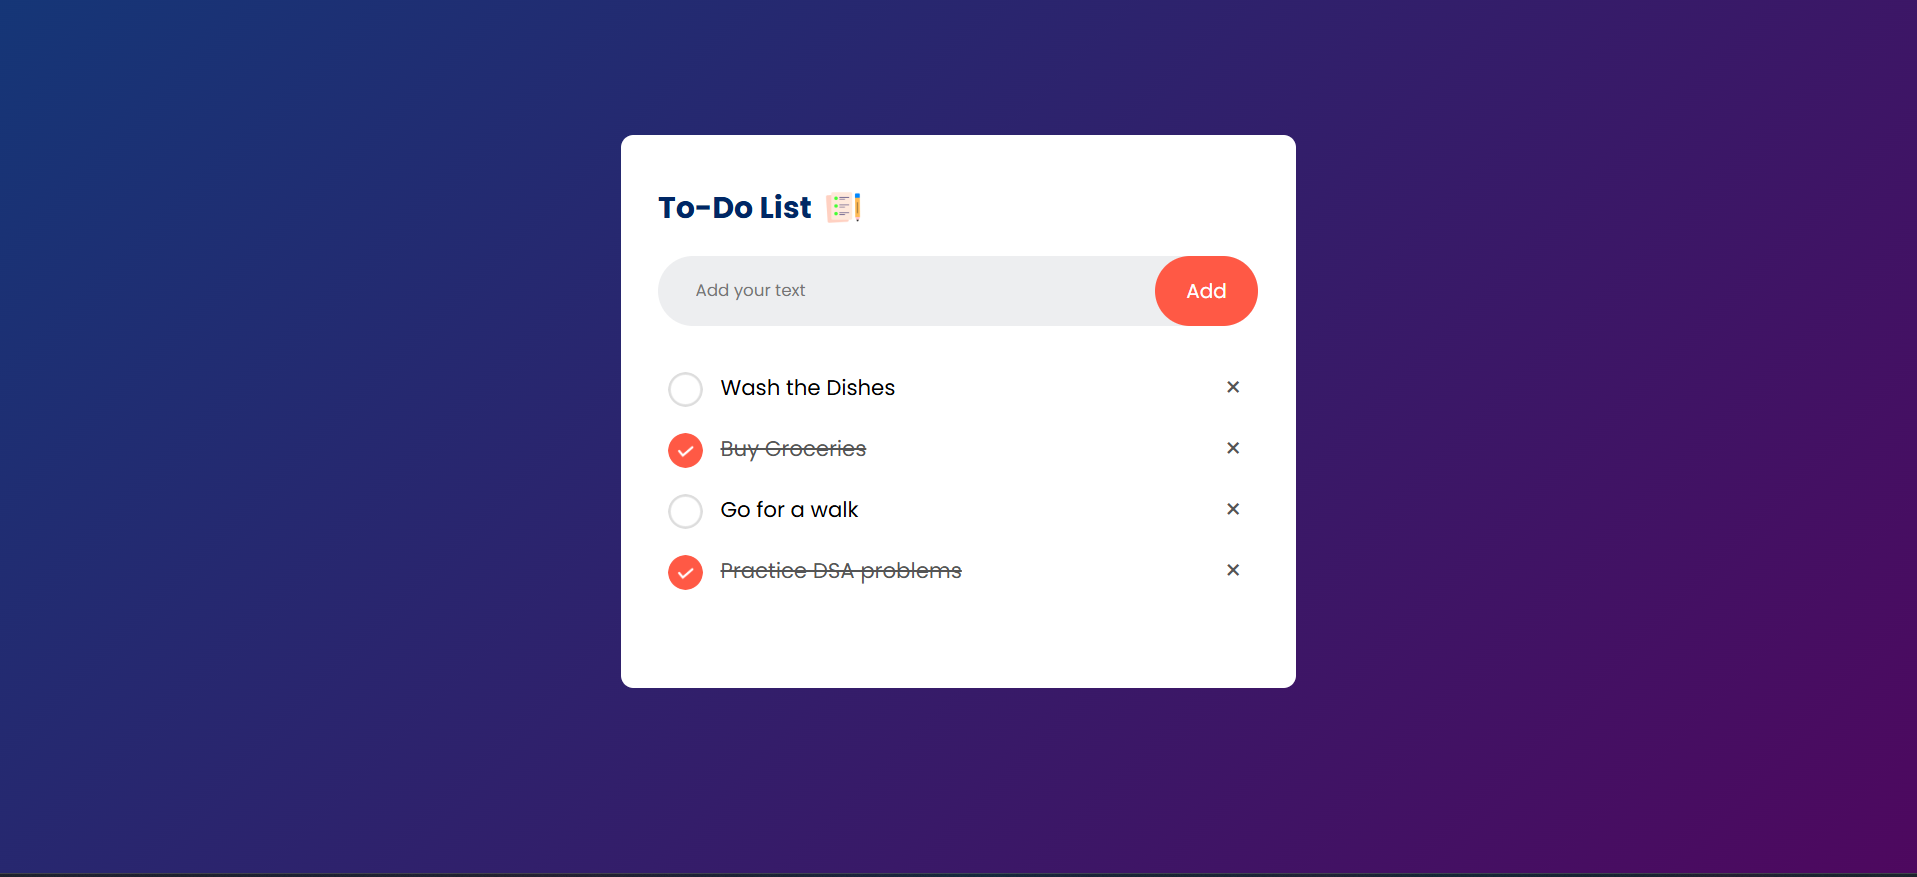 To-Do List
Add your text
Add
Wash the Dishes
Buy Groceries
Go for a walk
Practice DSA problems